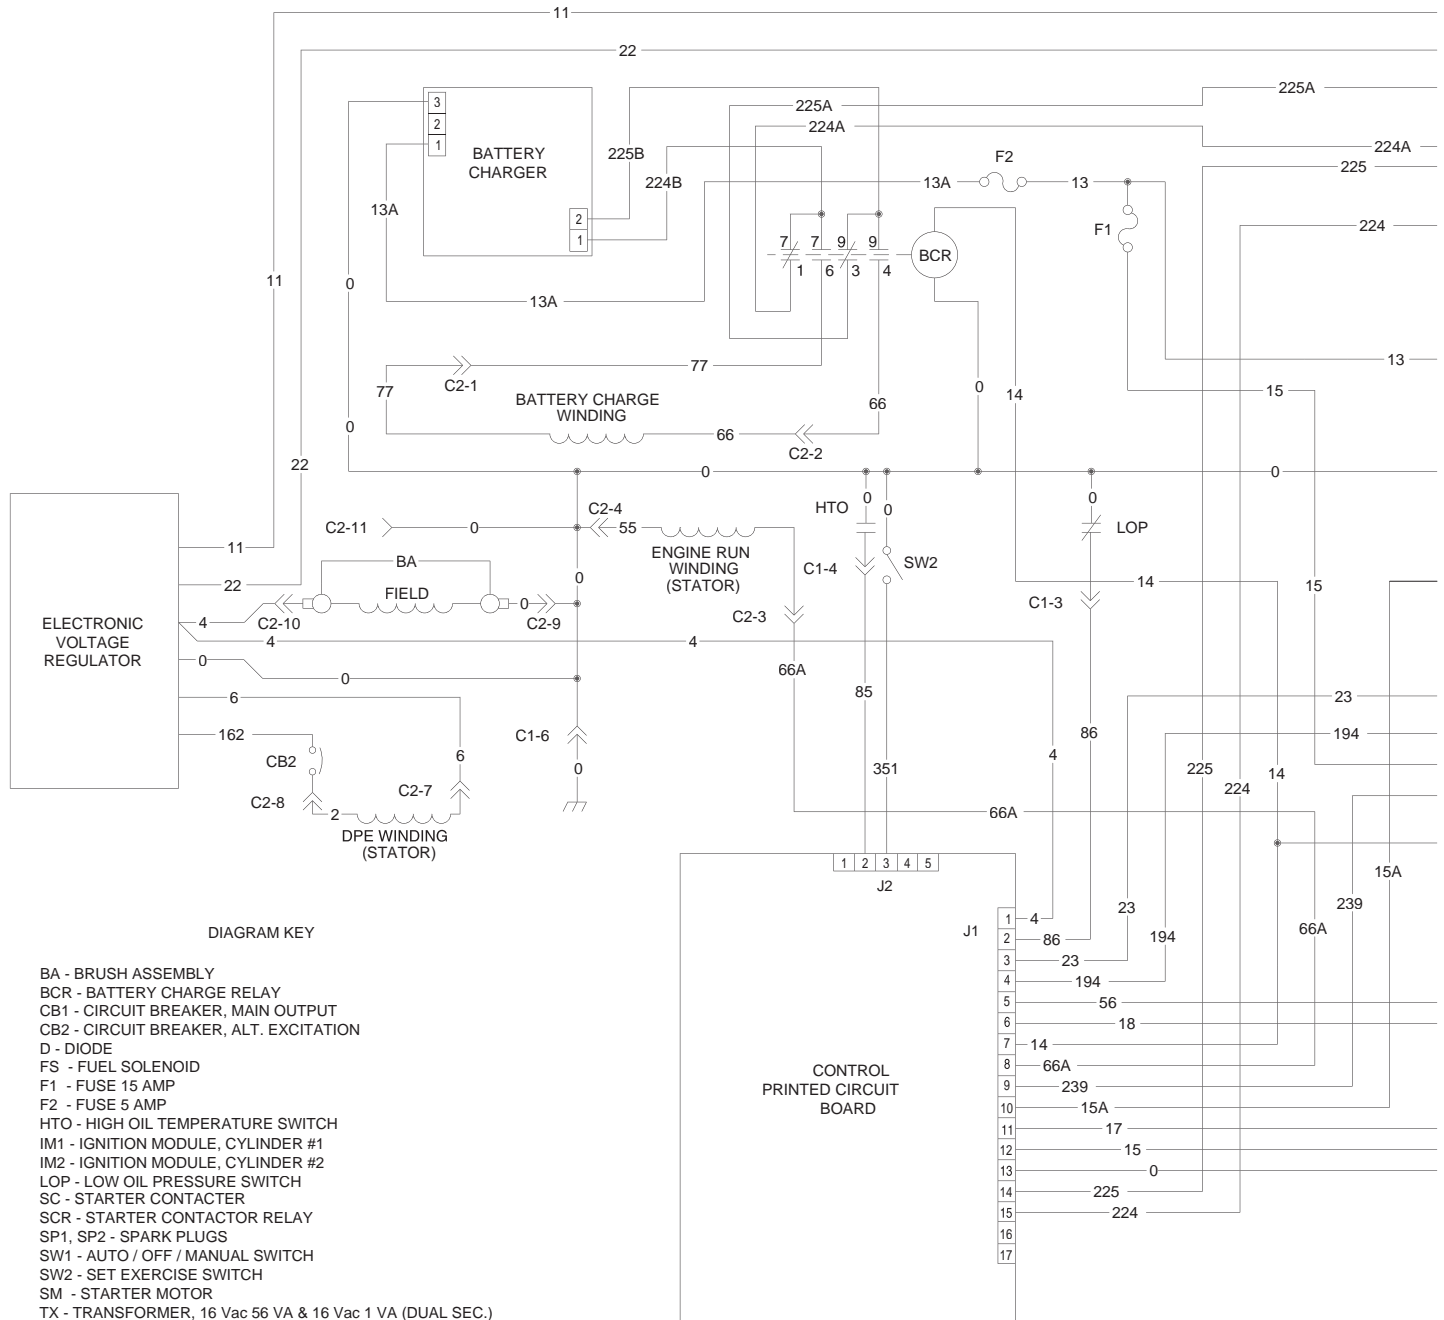 11
22
225A
225A
224A
224A
225
3
2
1
BATTERY
CHARGER
225B
224B
F2
13A
13
13A
2
1
F1
224
7 7 9 9
BCR
1 6 3 4
11
0
13A
13
77
C2-1
77
BATTERY CHARGE
WINDING
66
0
14
15
0
66
C2-2
22
0
0
HTO
0
0
0
LOP
C2-11
0
C2-4
55
ENGINE RUN
WINDING
(STATOR)
11
BA
22
FIELD
0
C1-4
SW2
14
15
C1-3
4
C2-10
0
C2-9
C2-3
ELECTRONIC
VOLTAGE
REGULATOR
4
4
0
0
66A
85
6
23
162
C1-6
86
194
CB2
6
0
351
4
225
14
C2-8
C2-7
224
2
DPE WINDING
(STATOR)
66A
1 2 3 4 5
J2
15A
239
23
66A
194
J1
1 4
2 86
3 23
4 194
5 56
6 18
7 14
8 66A
9 239
10 15A
11 17
12 15
13 0
14 225
15 224
16
17
CONTROL
PRINTED CIRCUIT
BOARD
DIAGRAM KEY
BA - BRUSH ASSEMBLY
BCR - BATTERY CHARGE RELAY
CB1 - CIRCUIT BREAKER, MAIN OUTPUT
CB2 - CIRCUIT BREAKER, ALT. EXCITATION
D - DIODE
FS - FUEL SOLENOID
F1 - FUSE 15 AMP
F2 - FUSE 5 AMP
HTO - HIGH OIL TEMPERATURE SWITCH
IM1 - IGNITION MODULE, CYLINDER #1
IM2 - IGNITION MODULE, CYLINDER #2
LOP - LOW OIL PRESSURE SWITCH
SC - STARTER CONTACTER
SCR - STARTER CONTACTOR RELAY
SP1, SP2 - SPARK PLUGS
SW1 - AUTO / OFF / MANUAL SWITCH
SW2 - SET EXERCISE SWITCH
SM - STARTER MOTOR
TX - TRANSFORMER, 16 Vac 56 VA & 16 Vac 1 VA (DUAL SEC.)